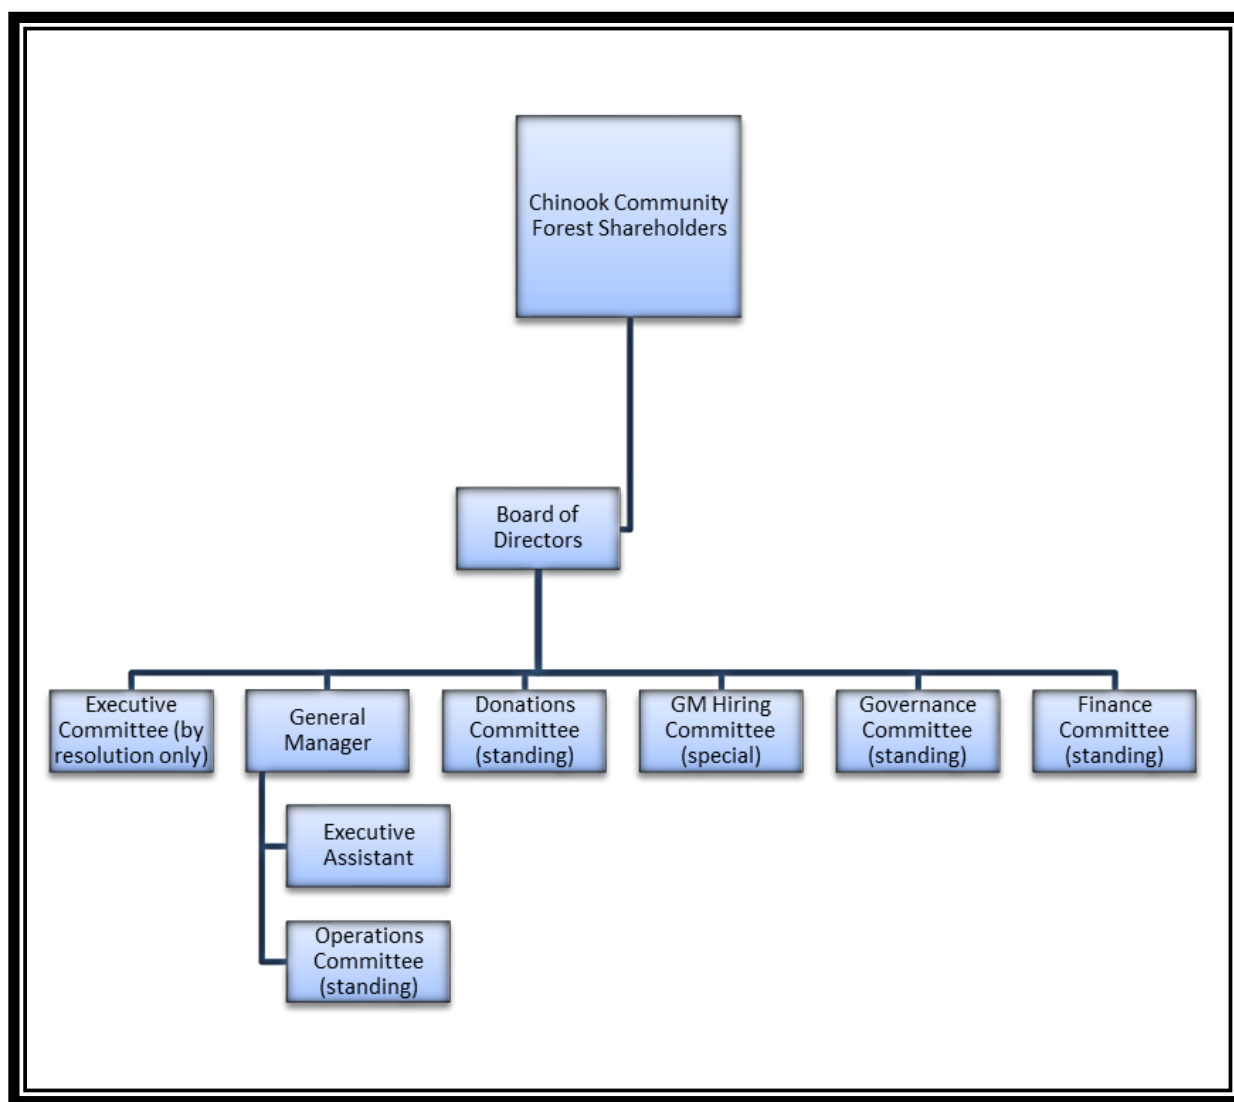 Chinook Community
Forest Shareholders
Board of
Directors
Executive
Committee (by
resolution only)
General
Manager
Donations
Committee
(standing)
GM Hiring
Committee
(special)
Governance
Committee
(standing)
Finance
Committee
(standing)
Executive
Assistant
Operations
Committee
(standing)